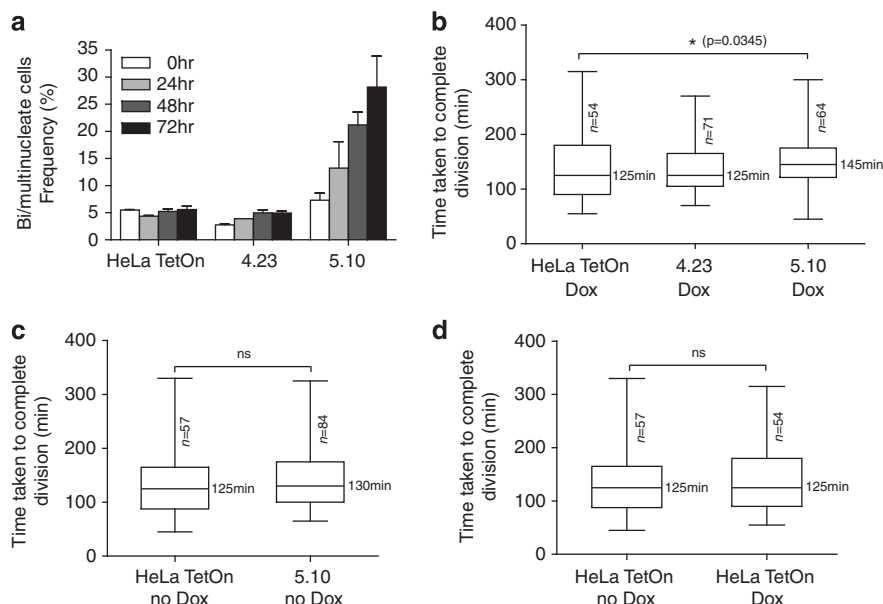 a
Bi/multinucleate cells
Frequency (%)
35
30
25
20
15
10
5
0
0hr
24hr
48hr
72hr
HeLa TetOn 4.23 5.10
b
Time taken to complete
division (min)
400
300
200
100
0
* (p=0.0345)
n=54
n=71
n=64
125min
125min
145min
HeLa TetOn 4.23 5.10
Dox Dox Dox
c
Time taken to complete
division (min)
400
300
200
100
0
ns
n=57
n=84
125min
130min
HeLa TetOn 5.10
no Dox no Dox
d
Time taken to complete
division (min)
400
300
200
100
0
ns
n=57
n=54
125min
125min
HeLa TetOn HeLa TetOn
no Dox Dox